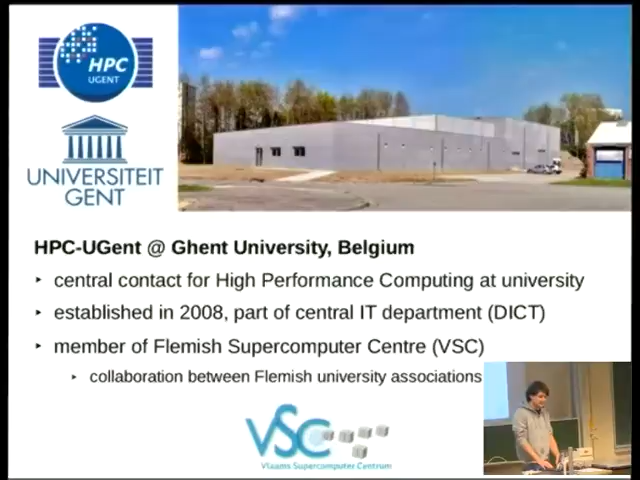 HPC
UGENT
UNIVERSITEIT
GENT
HPC-UGent @ Ghent University, Belgium
‣ central contact for High Performance Computing at university
‣ established in 2008, part of central IT department (DICT)
‣ member of Flemish Supercomputer Centre (VSC)
‣ collaboration between Flemish university associations
VSC
Vlaams Supercomputer Centrum